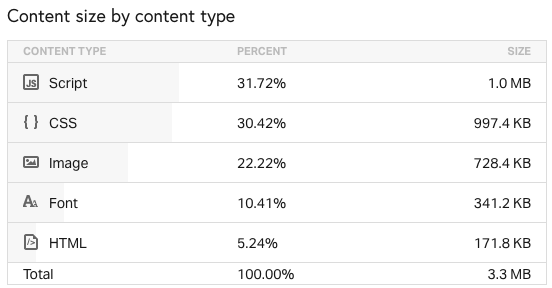 Content size by content type
CONTENT TYPE PERCENT SIZE
JS Script 31.72% 1.0 MB
{ } CSS 30.42% 997.4 KB
Image 22.22% 728.4 KB
AA Font 10.41% 341.2 KB
</> HTML 5.24% 171.8 KB
Total 100.00% 3.3 MB